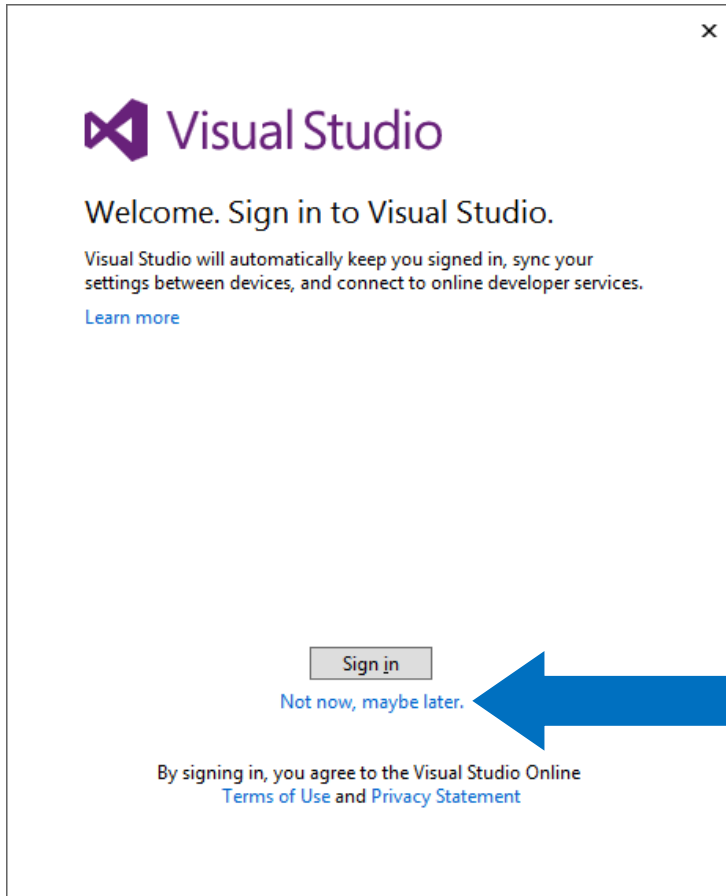 Visual Studio
Welcome. Sign in to Visual Studio.
Visual Studio will automatically keep you signed in, sync your
settings between devices, and connect to online developer services.
Learn more
Sign in
Not now, maybe later.
By signing in, you agree to the Visual Studio Online
Terms of Use and Privacy Statement